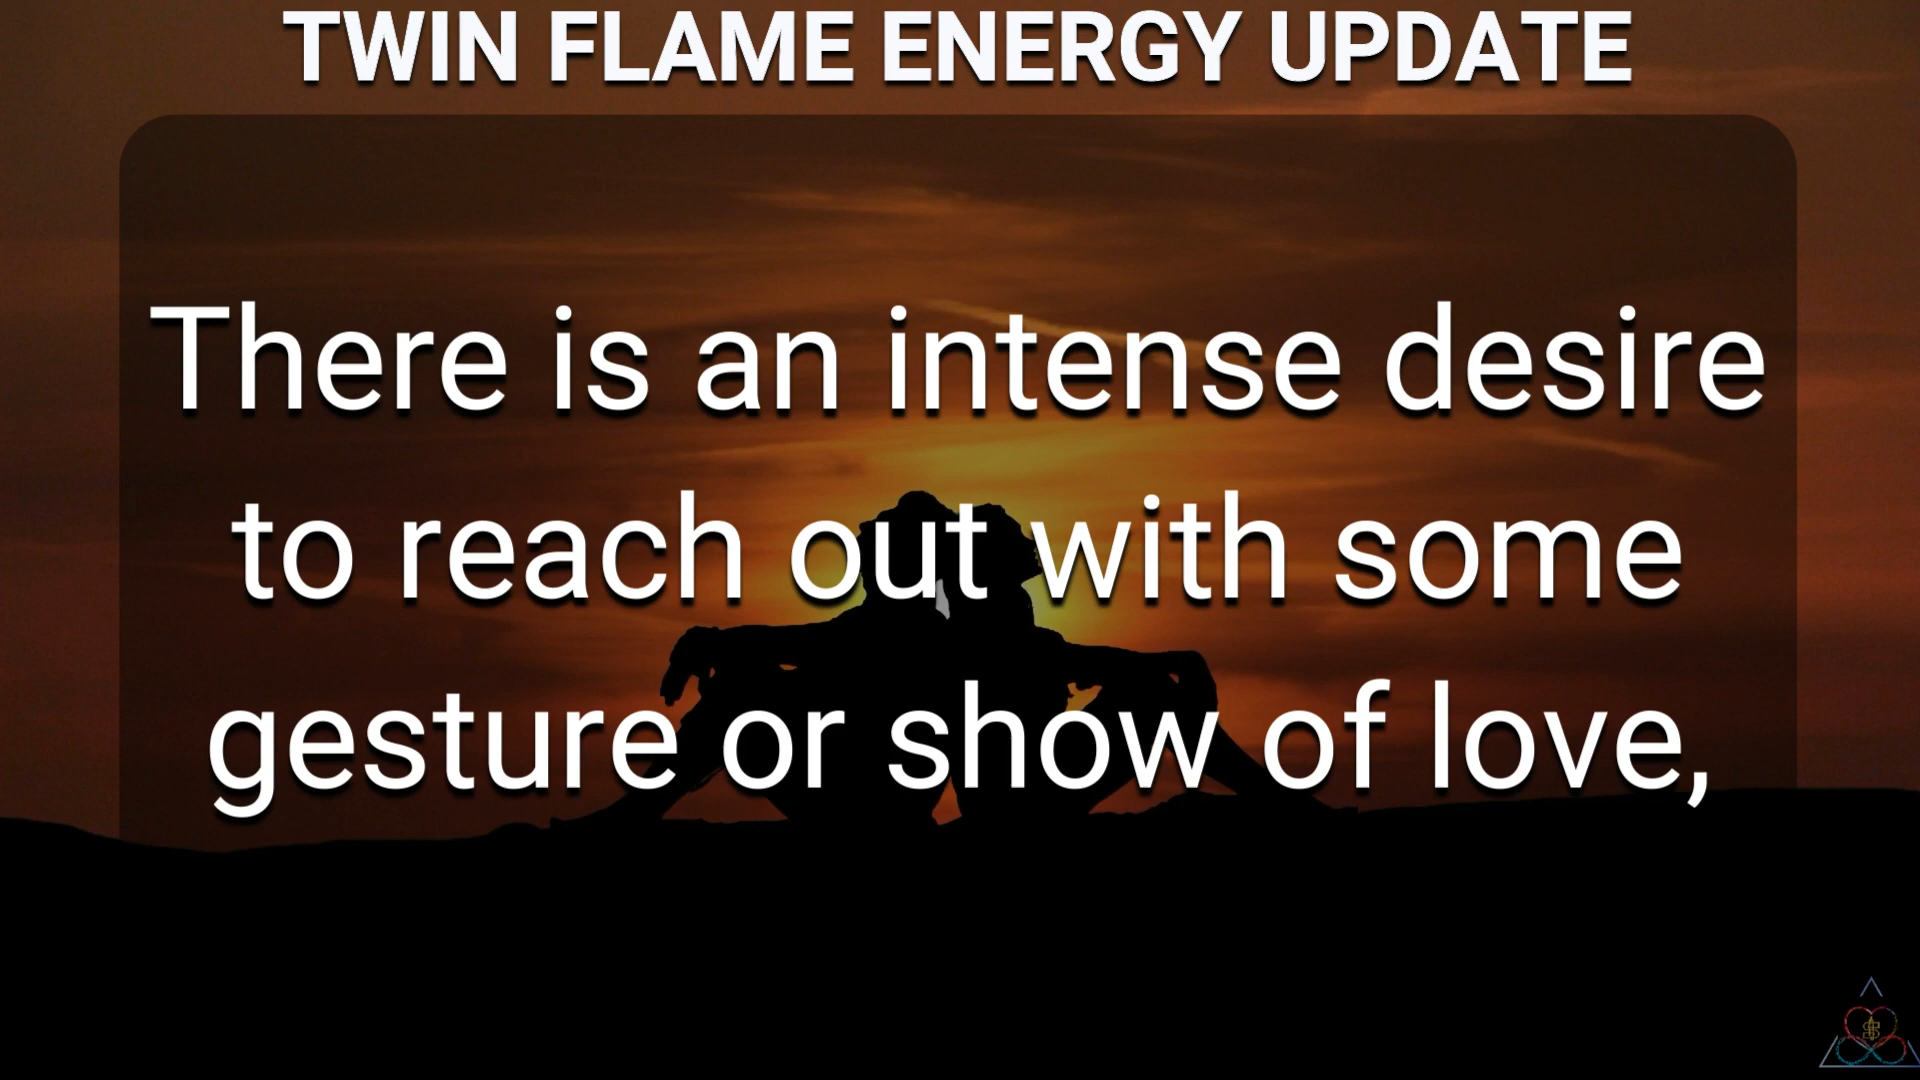 TWIN FLAME ENERGY UPDATE
There is an intense desire
to reach out with some
gesture or show of love,